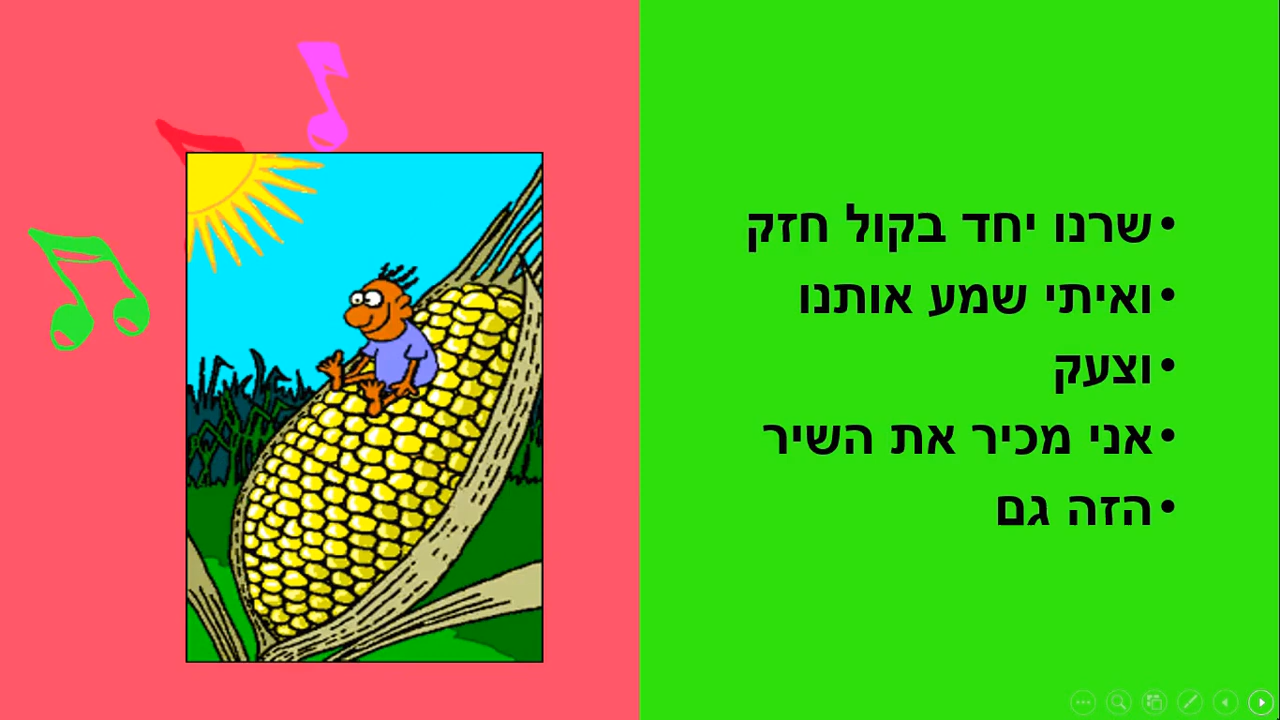 •שרנו יחד בקול חזק
•ואיתי שמע אותנו
•וצעק
•אני מכיר את השיר
•הזה גם